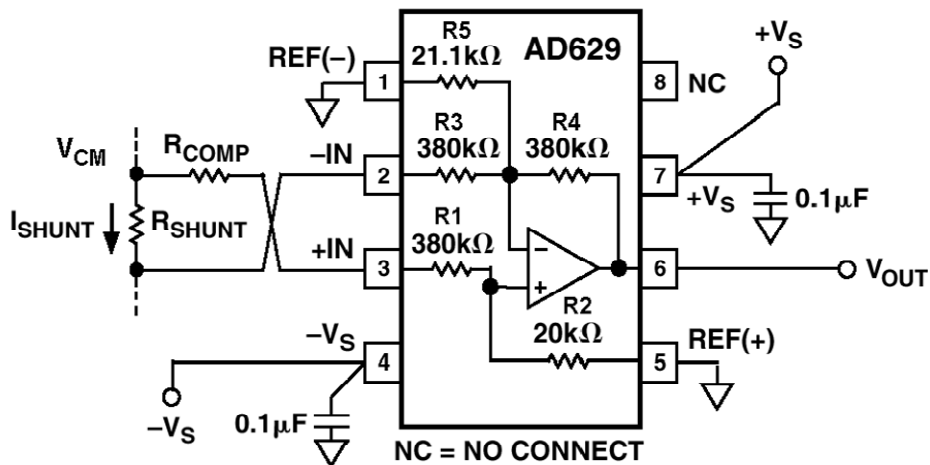 REF(−)
R5
21.1kΩ
AD629
+VS
1
8
NC
VCM
RCOMP
−IN
R3
380kΩ
R4
380kΩ
2
7
+VS
0.1μF
ISHUNT
RSHUNT
+IN
R1
380kΩ
3
−
+
6
VOUT
−VS
R2
20kΩ
REF(+)
4
5
−VS
0.1μF
NC = NO CONNECT